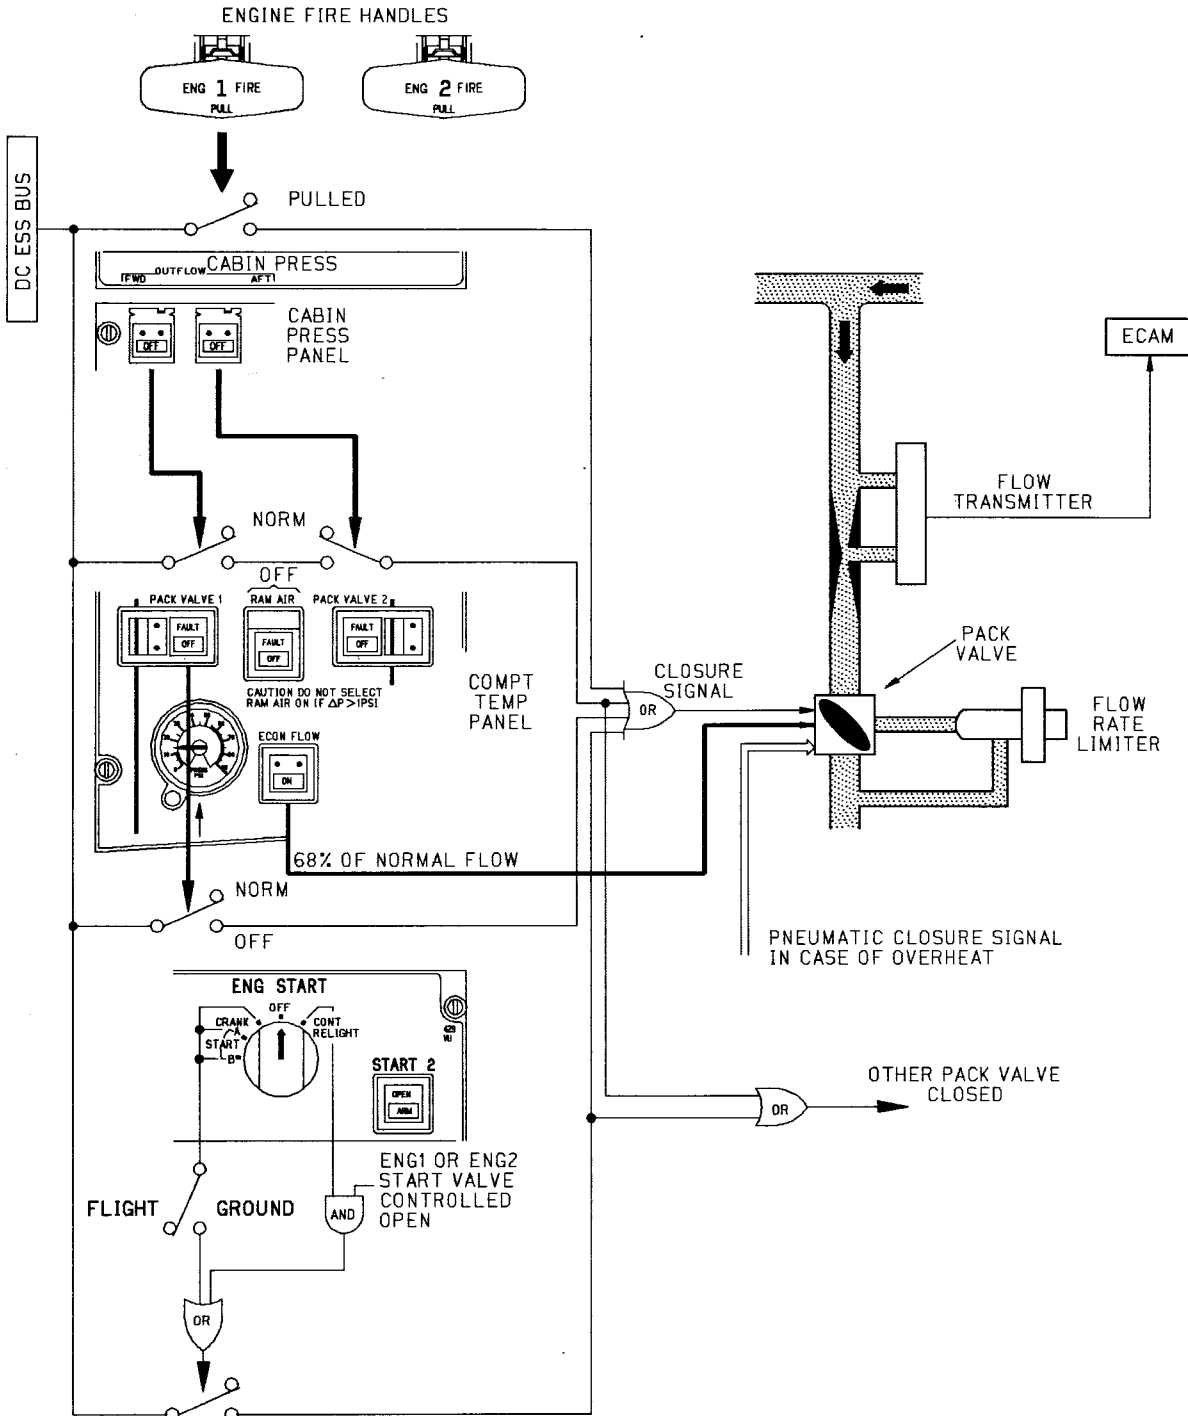 ENGINE FIRE HANDLES
ENG 1 FIRE
PULL
ENG 2 FIRE
PULL
DC ESS BUS
PULLED
CABIN PRESS
OUTFLOW
FWD
AFT
CABIN
PRESS
PANEL
OFF
OFF
ECAM
FLOW
TRANSMITTER
NORM
OFF
PACK VALVE 1
RAM AIR
PACK VALVE 2
FAULT
OFF
FAULT
OFF
FAULT
OFF
CAUTION DO NOT SELECT
RAM AIR ON IF ΔP>1PSI
COMPT
TEMP
PANEL
CLOSURE
SIGNAL
OR
PACK
VALVE
FLOW
RATE
LIMITER
ECON FLOW
ON
68% OF NORMAL FLOW
NORM
OFF
PNEUMATIC CLOSURE SIGNAL
IN CASE OF OVERHEAT
ENG START
OFF
CRANK
A
START
B
CONT
RELIGHT
START 2
OPEN
ARM
OTHER PACK VALVE
CLOSED
OR
ENG1 OR ENG2
START VALVE
CONTROLLED
OPEN
FLIGHT
GROUND
AND
OR